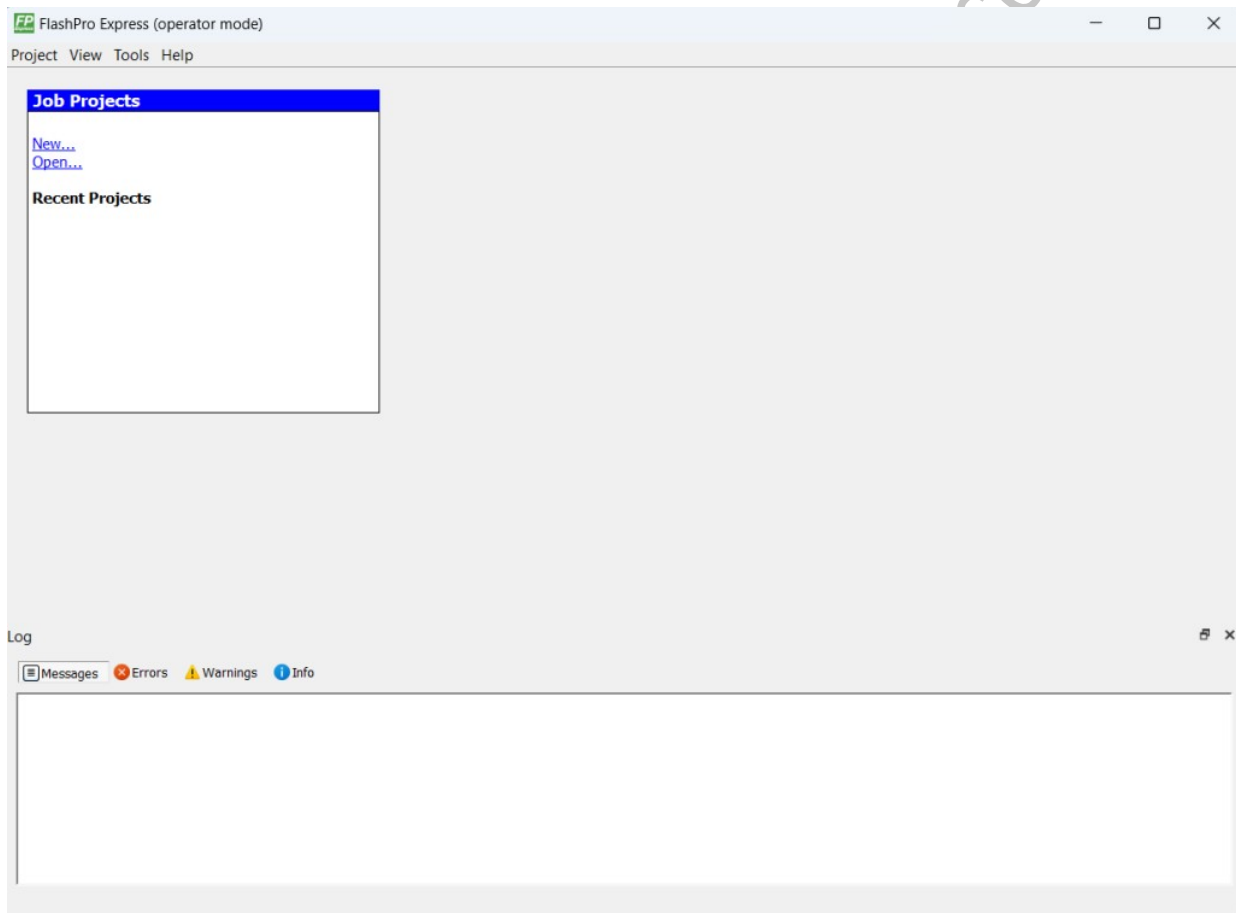 FP FlashPro Express (operator mode)
Project View Tools Help
Job Projects
New...
Open...
Recent Projects
Log
Messages Errors Warnings Info